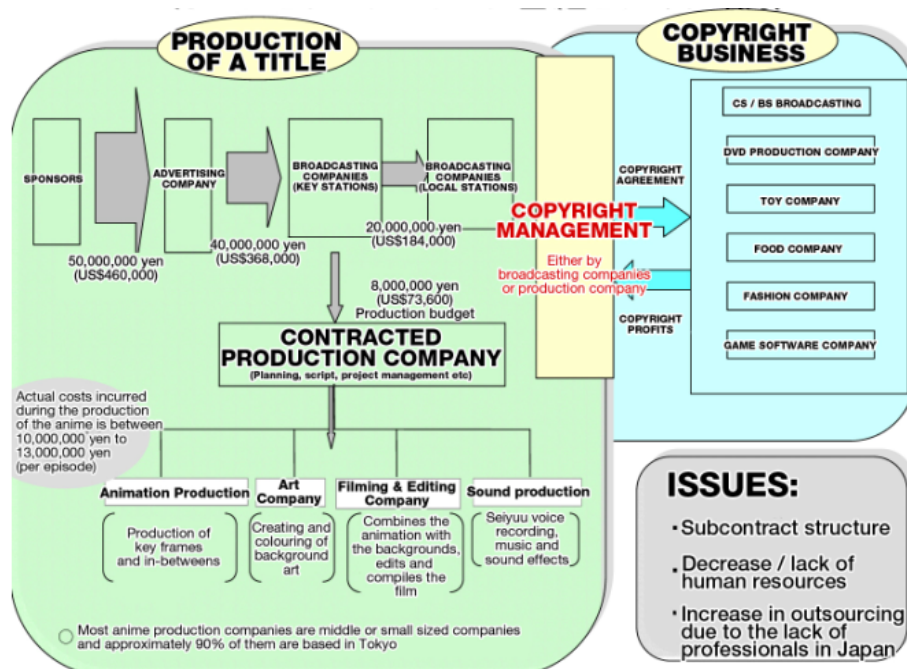 PRODUCTION
OF A TITLE
COPYRIGHT
BUSINESS
SPONSORS
ADVERTISING
COMPANY
BROADCASTING
COMPANIES
(KEY STATIONS)
BROADCASTING
COMPANIES
(LOCAL STATIONS)
50,000,000 yen
(US$460,000)
40,000,000 yen
(US$368,000)
20,000,000 yen
(US$184,000)
8,000,000 yen
(US$73,600)
Production budget
CONTRACTED
PRODUCTION COMPANY
(Planning, script, project management etc)
Actual costs incurred
during the production
of the anime is between
10,000,000 yen to
13,000,000 yen
(per episode)
Animation Production
Production of
key frames
and in-betweens
Art
Company
Creating and
colouring of
background
art
Filming & Editing
Company
Combines the
animation with
the backgrounds,
edits and
compiles the
film
Sound production
Seiyuu voice
recording,
music and
sound effects
Most anime production companies are middle or small sized companies
and approximately 90% of them are based in Tokyo
COPYRIGHT
MANAGEMENT
Either by
broadcasting companies
or production company
COPYRIGHT
AGREEMENT
COPYRIGHT
PROFITS
CS / BS BROADCASTING
DVD PRODUCTION COMPANY
TOY COMPANY
FOOD COMPANY
FASHION COMPANY
GAME SOFTWARE COMPANY
ISSUES:
・Subcontract structure
・Decrease / lack of
human resources
・Increase in outsourcing
due to the lack of
professionals in Japan